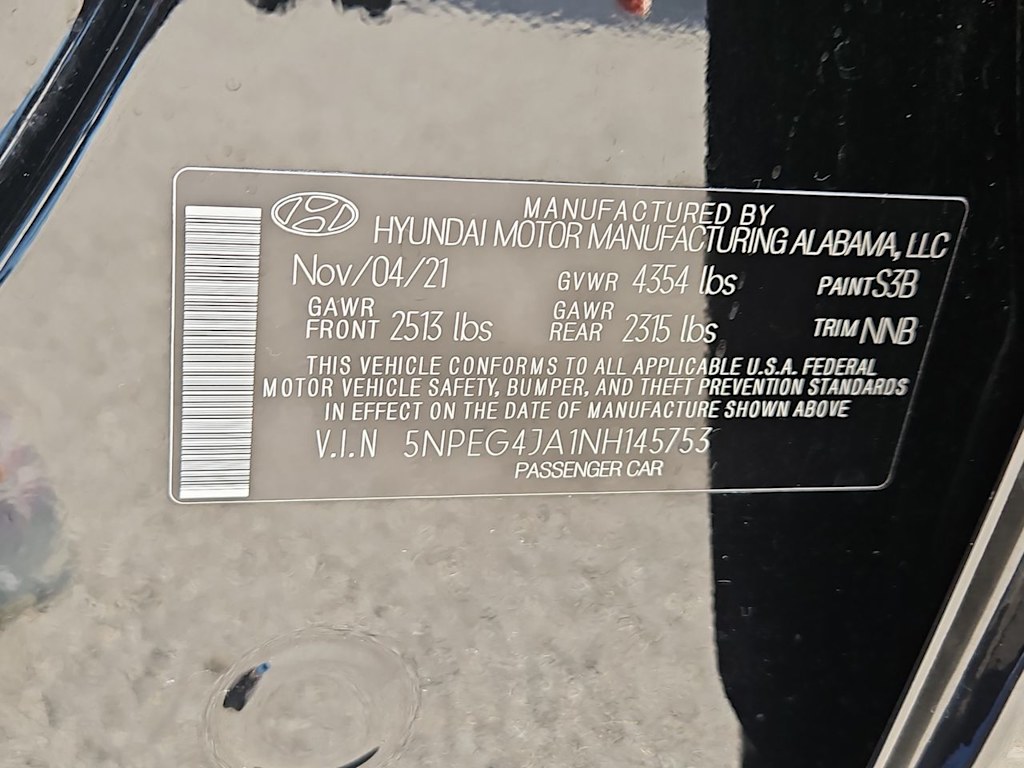 MANUFACTURED BY
HYUNDAI MOTOR MANUFACTURING ALABAMA, LLC
Nov/04/21 GVWR 4354 lbs PAINT S3B
GAWR FRONT 2513 lbs GAWR REAR 2315 lbs TRIM NNB
THIS VEHICLE CONFORMS TO ALL APPLICABLE U.S.A. FEDERAL
MOTOR VEHICLE SAFETY, BUMPER, AND THEFT PREVENTION STANDARDS
IN EFFECT ON THE DATE OF MANUFACTURE SHOWN ABOVE
V.I.N 5NPEG4JA1NH145753
PASSENGER CAR